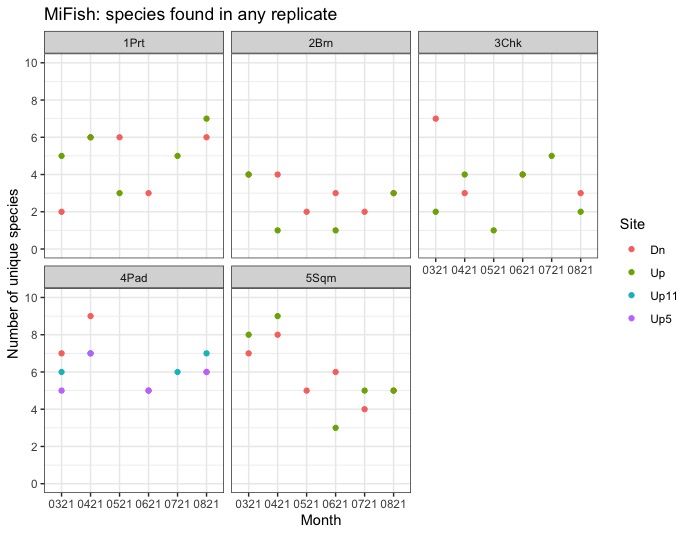 MiFish: species found in any replicate
1Prt 2Brn 3Chk
10
8
6
4
2
0
0321 0421 0521 0621 0721 0821
4Pad 5Sqm
10
8
6
4
2
0
0321 0421 0521 0621 0721 0821 0321 0421 0521 0621 0721 0821
Month
Number of unique species
Site
Dn
Up
Up11
Up5